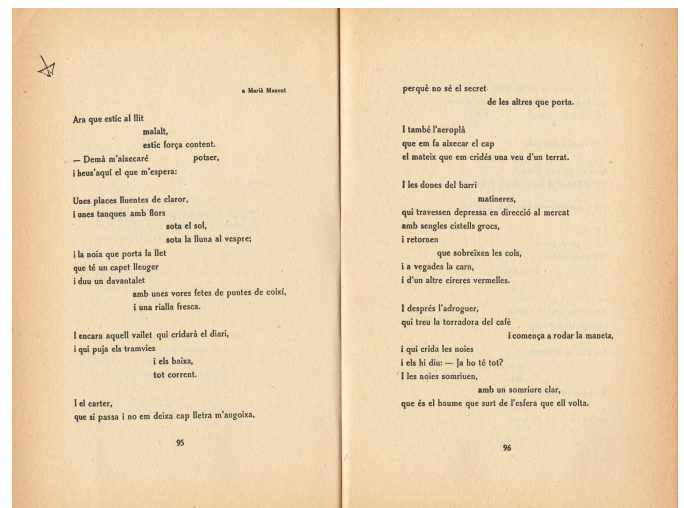 a Marià Manent
Ara que estic al llit
malalt,
estic força content.
— Demà m'aixecaré potser,
i heus'aquí el que m'espera:
Unes places lluentes de claror,
i unes tanques amb flors
sota el sol,
sota la lluna al vespre;
i la noia que porta la llet
que té un capet lleuger
i duu un davantalet
amb unes vores fetes de puntes de coixí,
i una rialla fresca.
I encara aquell vailet qui cridarà el diari,
i qui puja els tramvies
i els baixa,
tot corrent.
I el carter,
que si passa i no em deixa cap lletra m'angoixa,
95
perquè no sé el secret
de les altres que porta.
I també l'aeroplà
que em fa aixecar el cap
el mateix que em cridés una veu d'un terrat.
I les dones del barri
matineres,
qui travessen depressa en direcció al mercat
amb sengles cistells grocs,
i retornen
que sobreïxen les cols,
i a vegades la carn,
i d'un altre cireres vermelles.
I després l'adroguer,
qui treu la torradora del cafè
i comença a rodar la maneta,
i qui crida les noies
i els hi diu: — Ja ho té tot?
I les noies somriuen,
amb un somriure clar,
que és el baume que surt de l'esfera que ell volta.
96